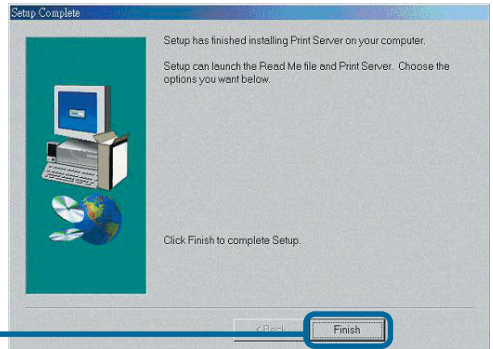 Setup Complete
Setup has finished installing Print Server on your computer.
Setup can launch the Read Me file and Print Server. Choose the
options you want below.
Click Finish to complete Setup.
< Back
Finish